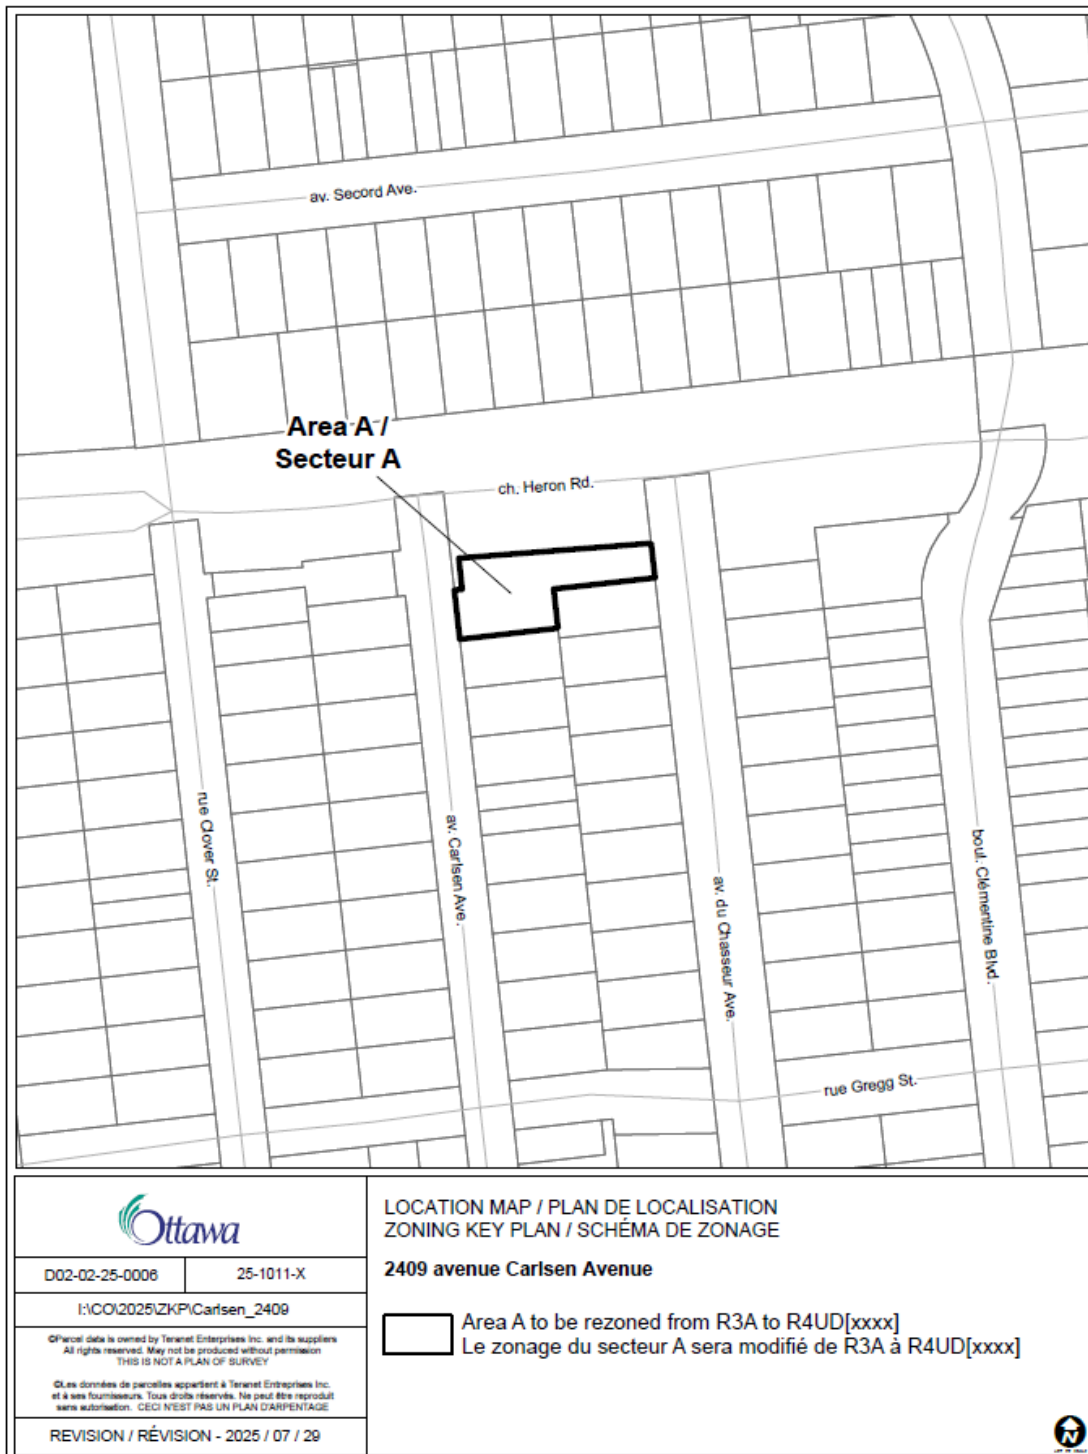 av. Secord Ave.
Area A /
Secteur A
ch. Heron Rd.
rue Clover St.
av. Carlsen Ave.
av. du Chasseur Ave.
boul. Clémentine Blvd.
rue Gregg St.
Ottawa
D02-02-25-0006
25-1011-X
I:\CO\2025\ZKP\Carlsen_2409
©Parcel data is owned by Teranet Enterprises Inc. and its suppliers
All rights reserved. May not be produced without permission
THIS IS NOT A PLAN OF SURVEY
©Les données de parcelles appartient à Teranet Entreprises Inc.
et à ses fournisseurs. Tous droits réservés. Ne peut être reproduit
sans autorisation. CECI N'EST PAS UN PLAN D'ARPENTAGE
REVISION / RÉVISION - 2025 / 07 / 29
LOCATION MAP / PLAN DE LOCALISATION
ZONING KEY PLAN / SCHÉMA DE ZONAGE
2409 avenue Carlsen Avenue
Area A to be rezoned from R3A to R4UD[xxxx]
Le zonage du secteur A sera modifié de R3A à R4UD[xxxx]
N